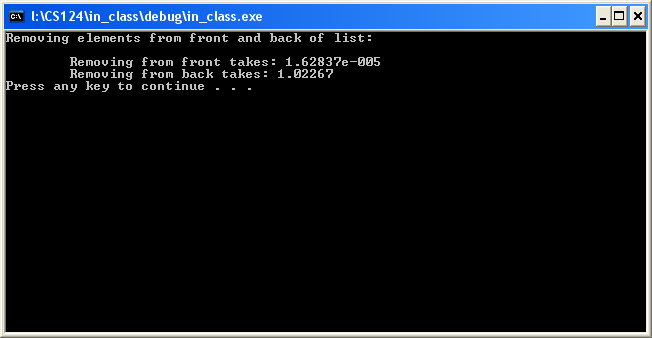 I:\CS124\in_class\debug\in_class.exe
Removing elements from front and back of list:
Removing from front takes: 1.62837e-005
Removing from back takes: 1.02267
Press any key to continue . . .